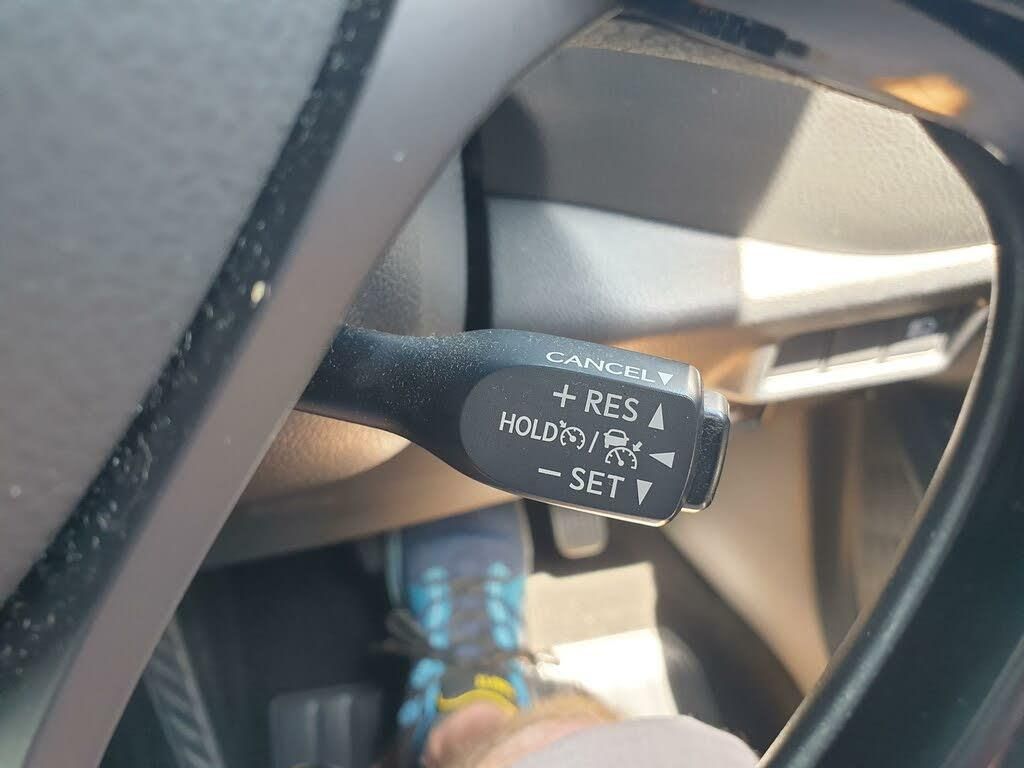 CANCEL
+ RES
HOLD /
− SET